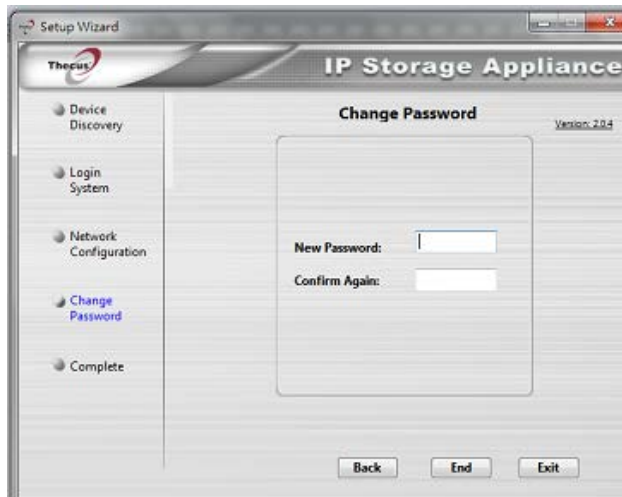 Setup Wizard
Thecus
IP Storage Appliance
Device
Discovery
Login
System
Network
Configuration
Change
Password
Complete
Change Password
Version: 2.0.4
New Password:
Confirm Again:
Back
End
Exit